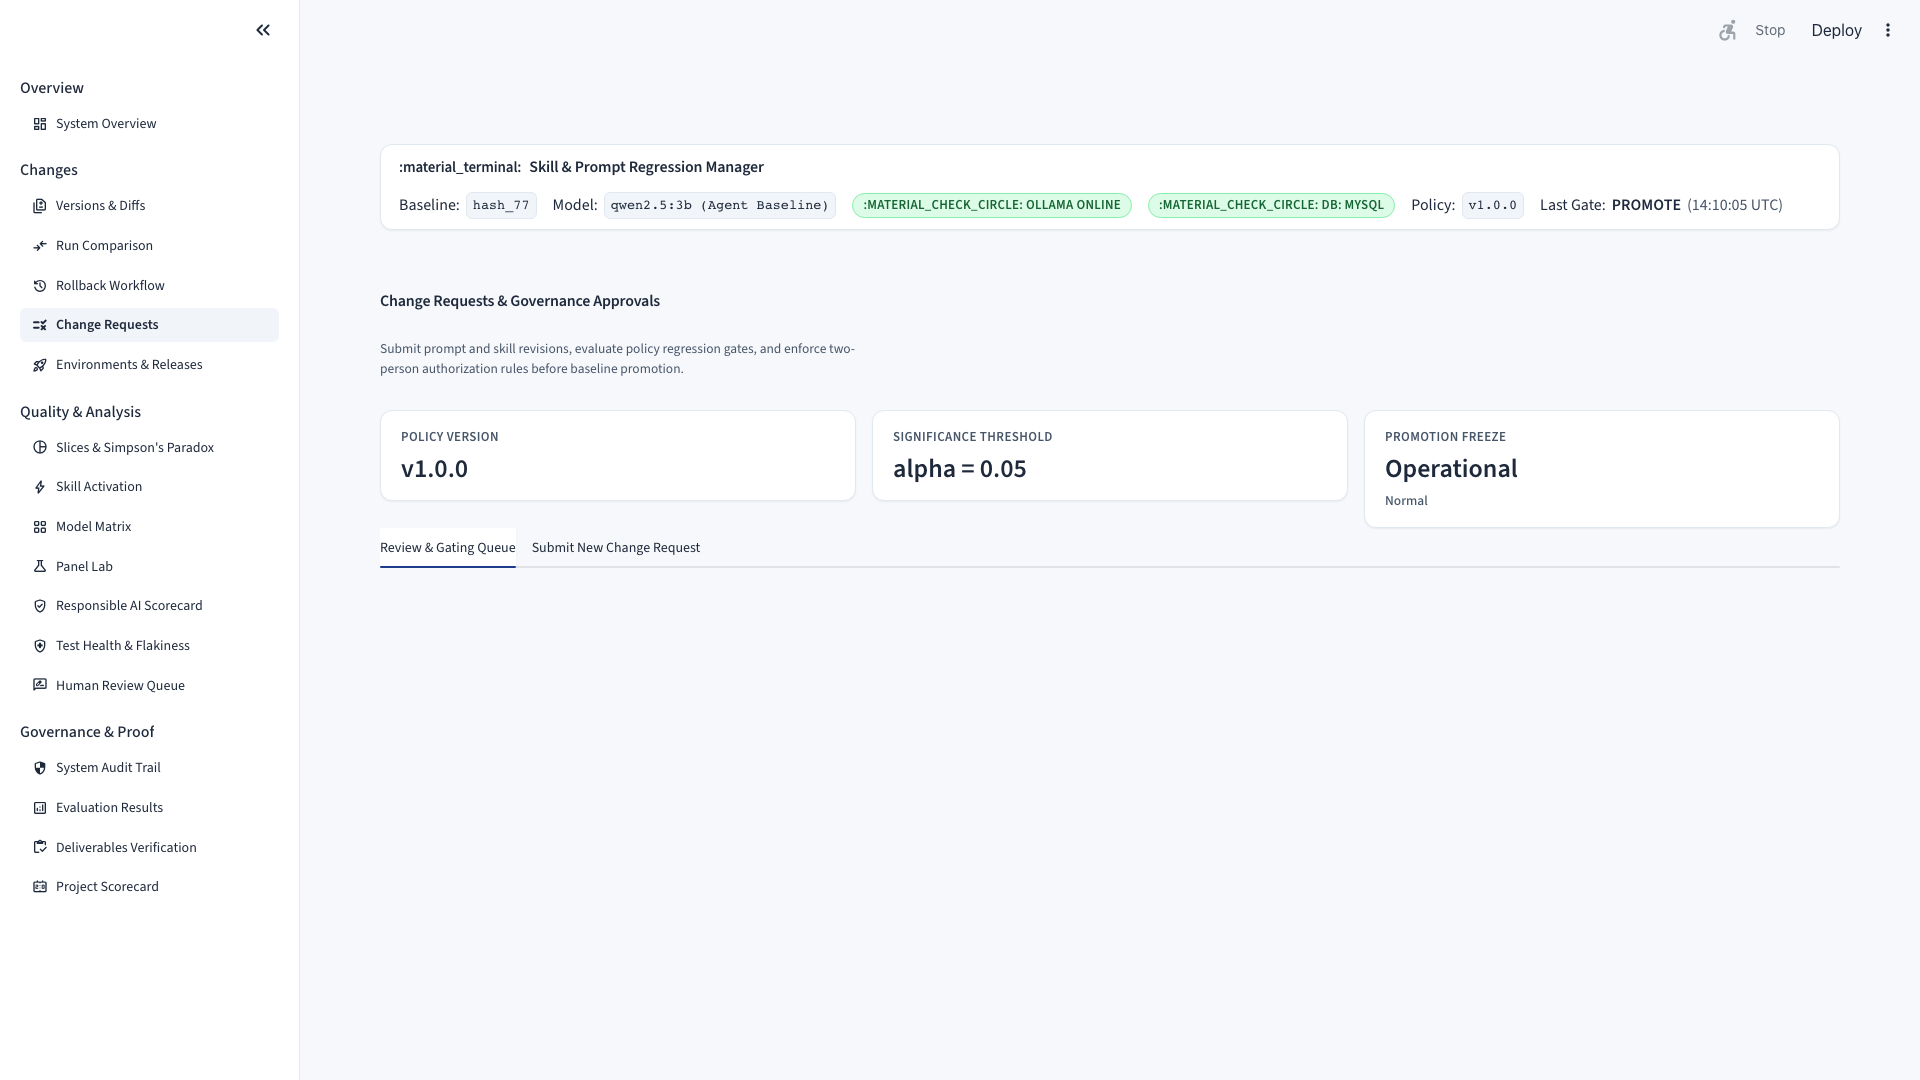 Stop
Deploy
Overview
System Overview
Changes
Versions & Diffs
Run Comparison
Rollback Workflow
Change Requests
Environments & Releases
Quality & Analysis
Slices & Simpson's Paradox
Skill Activation
Model Matrix
Panel Lab
Responsible AI Scorecard
Test Health & Flakiness
Human Review Queue
Governance & Proof
System Audit Trail
Evaluation Results
Deliverables Verification
Project Scorecard
:material_terminal: Skill & Prompt Regression Manager
Baseline: hash_77 Model: qwen2.5:3b (Agent Baseline) :MATERIAL_CHECK_CIRCLE: OLLAMA ONLINE :MATERIAL_CHECK_CIRCLE: DB: MYSQL Policy: v1.0.0 Last Gate: PROMOTE (14:10:05 UTC)
Change Requests & Governance Approvals
Submit prompt and skill revisions, evaluate policy regression gates, and enforce two-
person authorization rules before baseline promotion.
POLICY VERSION
v1.0.0
SIGNIFICANCE THRESHOLD
alpha = 0.05
PROMOTION FREEZE
Operational
Normal
Review & Gating Queue
Submit New Change Request